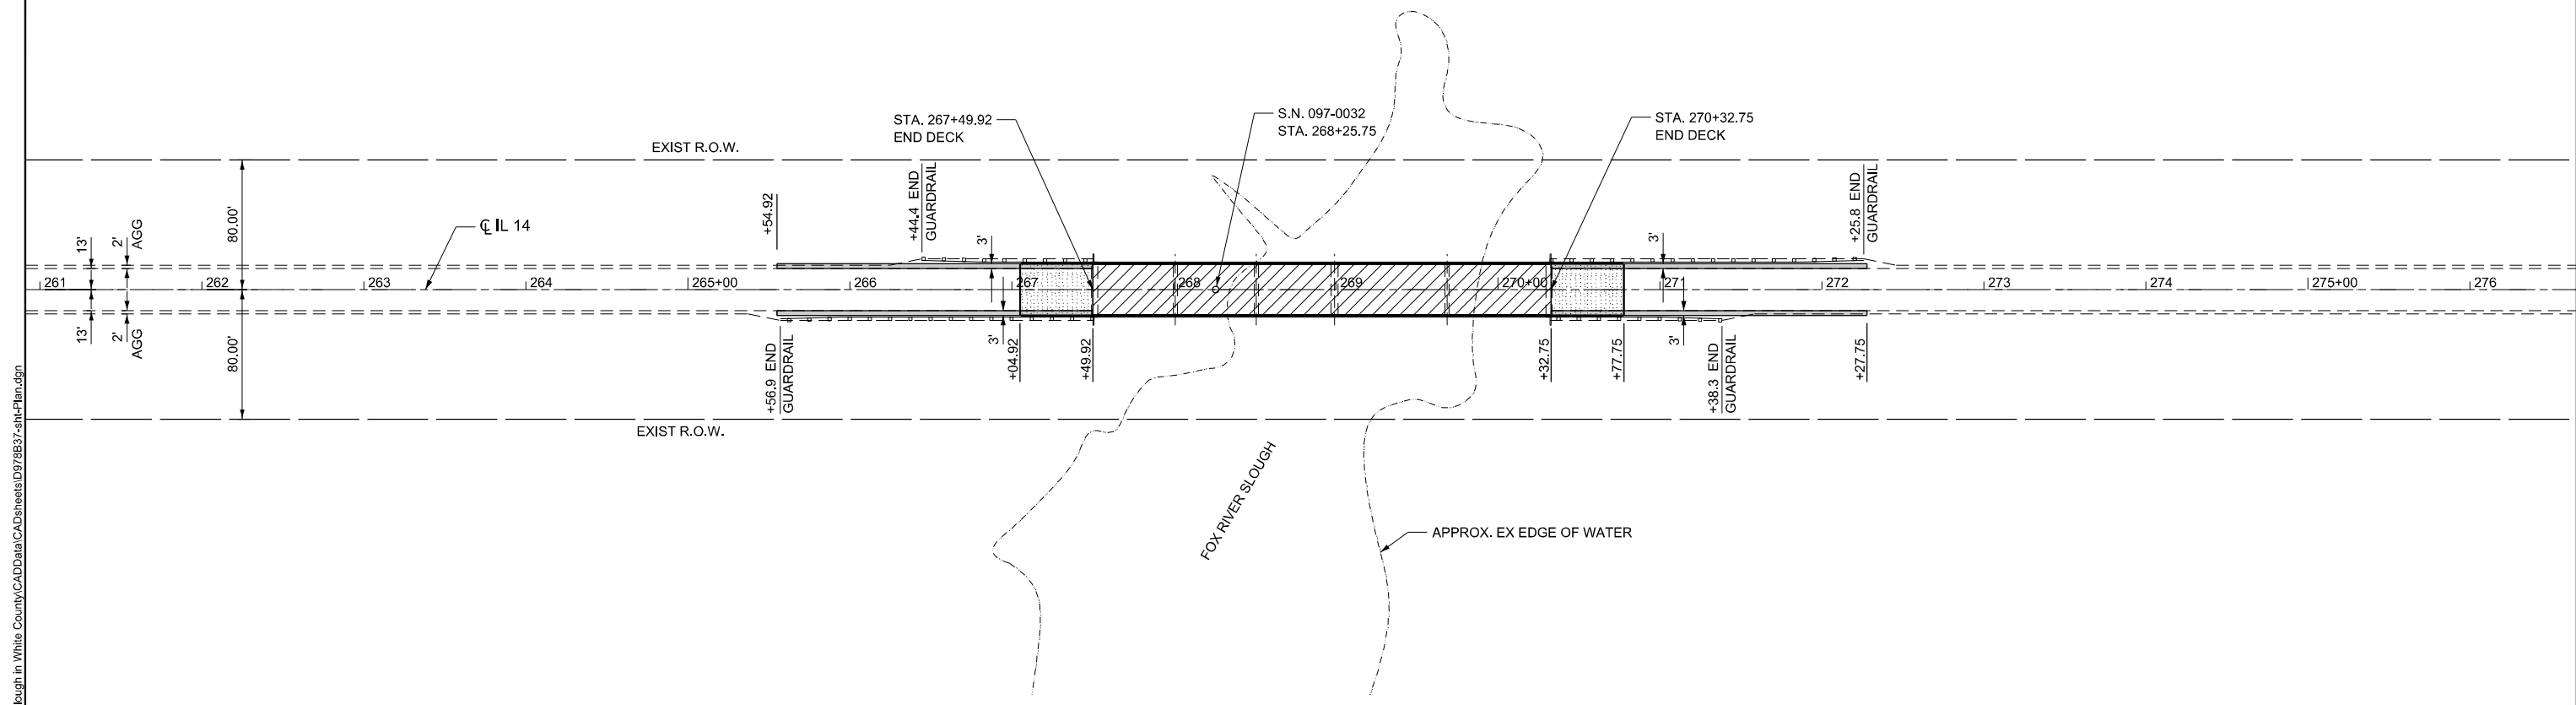 STA. 267+49.92
END DECK
S.N. 097-0032
STA. 268+25.75
STA. 270+32.75
END DECK
EXIST R.O.W.
+54.92
+44.4 END
GUARDRAIL
+25.8 END
GUARDRAIL
13'
2'
AGG
80.00'
℄ IL 14
3'
3'
261
262
263
264
265+00
266
267
268
269
270+00
271
272
273
274
275+00
276
13'
2'
AGG
80.00'
+56.9 END
GUARDRAIL
3'
+04.92
+49.92
+32.75
+77.75
3'
+38.3 END
GUARDRAIL
+27.75
EXIST R.O.W.
FOX RIVER SLOUGH
APPROX. EX EDGE OF WATER
lough in White County\CADData\CADsheets\D978B37-sht-Plan.dgn